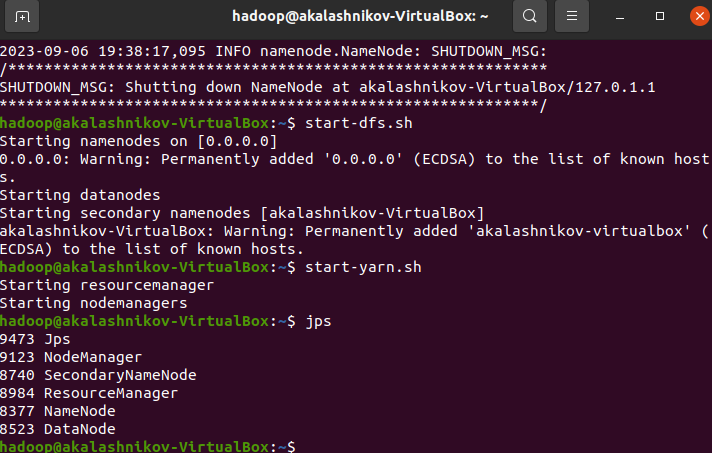 hadoop@akalashnikov-VirtualBox: ~
2023-09-06 19:38:17,095 INFO namenode.NameNode: SHUTDOWN_MSG:
/************************************************************
SHUTDOWN_MSG: Shutting down NameNode at akalashnikov-VirtualBox/127.0.1.1
************************************************************/
hadoop@akalashnikov-VirtualBox:~$ start-dfs.sh
Starting namenodes on [0.0.0.0]
0.0.0.0: Warning: Permanently added '0.0.0.0' (ECDSA) to the list of known host
s.
Starting datanodes
Starting secondary namenodes [akalashnikov-VirtualBox]
akalashnikov-VirtualBox: Warning: Permanently added 'akalashnikov-virtualbox' (
ECDSA) to the list of known hosts.
hadoop@akalashnikov-VirtualBox:~$ start-yarn.sh
Starting resourcemanager
Starting nodemanagers
hadoop@akalashnikov-VirtualBox:~$ jps
9473 Jps
9123 NodeManager
8740 SecondaryNameNode
8984 ResourceManager
8377 NameNode
8523 DataNode
hadoop@akalashnikov-VirtualBox:~$